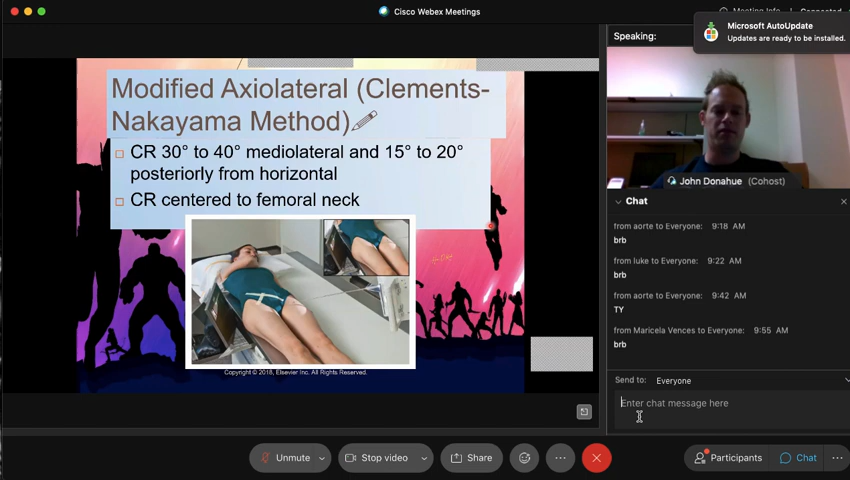 Cisco Webex Meetings
Meeting Info
Microsoft AutoUpdate
Updates are ready to be installed.
Speaking:
Modified Axiolateral (Clements-
Nakayama Method)
CR 30° to 40° mediolateral and 15° to 20°
posteriorly from horizontal
CR centered to femoral neck
Copyright © 2018, Elsevier Inc. All Rights Reserved.
John Donahue (Cohost)
Chat
from aorte to Everyone: 9:18 AM
brb
from luke to Everyone: 9:22 AM
brb
from aorte to Everyone: 9:42 AM
TY
from Maricela Vences to Everyone: 9:55 AM
brb
Send to: Everyone
Enter chat message here
Unmute
Stop video
Share
Participants
Chat